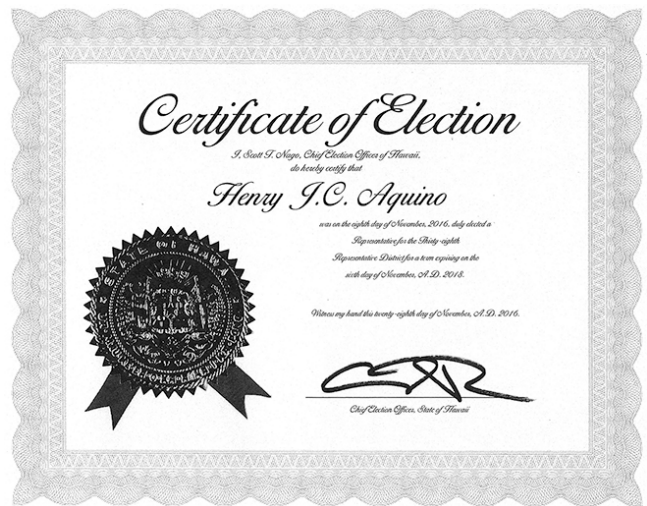 Certificate of Election
I, Scott T. Nago, Chief Election Officer of Hawaii,
do hereby certify that
Henry J.C. Aquino
was on the eighth day of November, 2016, duly elected a
Representative for the Thirty-eighth
Representative District for a term expiring on the
sixth day of November, A.D. 2018.
Witness my hand this twenty-eighth day of November, A.D. 2016.
STATE OF HAWAII
Chief Election Officer, State of Hawaii